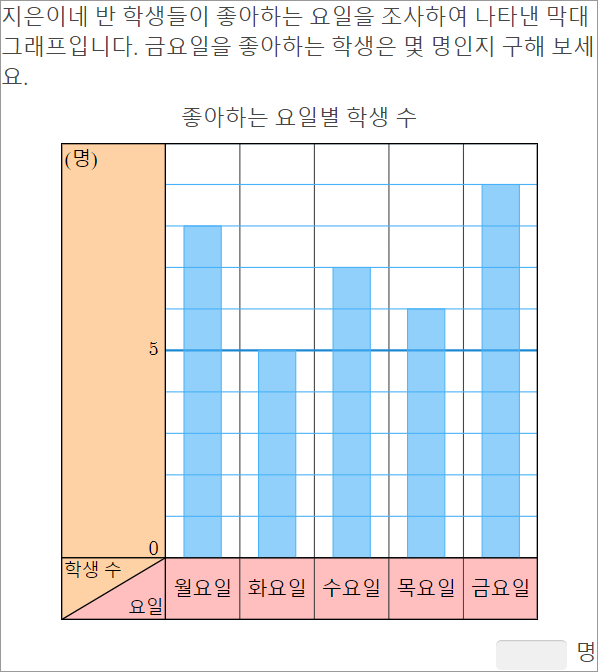 지은이네 반 학생들이 좋아하는 요일을 조사하여 나타낸 막대
그래프입니다. 금요일을 좋아하는 학생은 몇 명인지 구해 보세
요.
좋아하는 요일별 학생 수
(명)
5
0
학생 수
요일
월요일 화요일 수요일 목요일 금요일
명